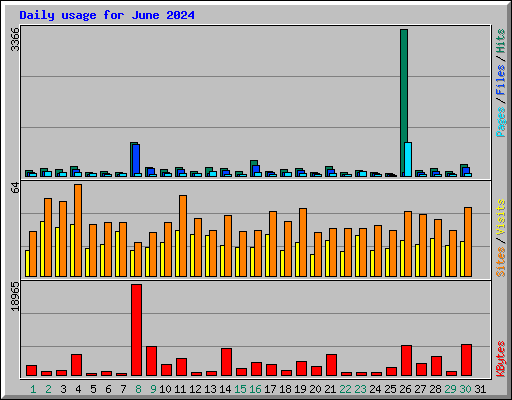 Daily usage for June 2024
3366
Pages / Files / Hits
64
Sites / Visits
18965
KBytes
1 2 3 4 5 6 7 8 9 10 11 12 13 14 15 16 17 18 19 20 21 22 23 24 25 26 27 28 29 30 31